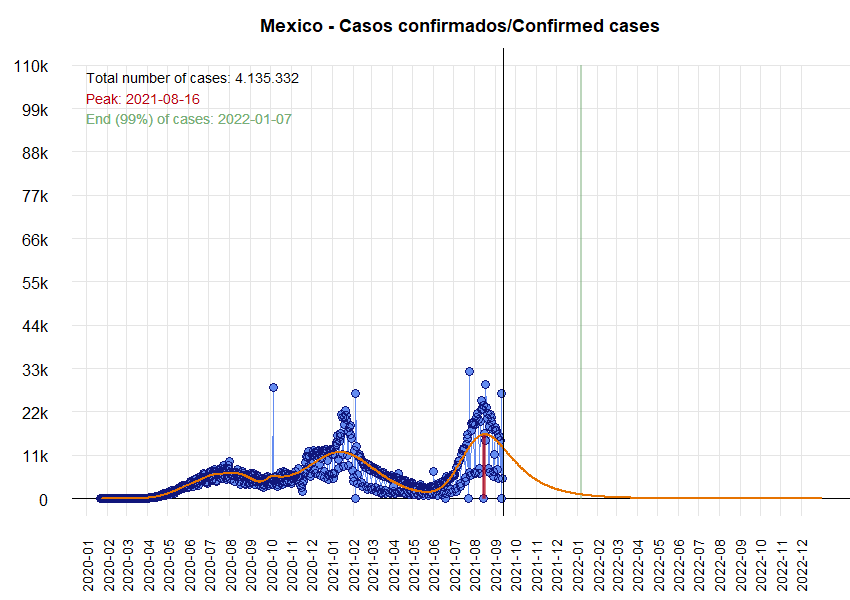 Mexico - Casos confirmados/Confirmed cases
110k
99k
88k
77k
66k
55k
44k
33k
22k
11k
0
Total number of cases: 4.135.332
Peak: 2021-08-16
End (99%) of cases: 2022-01-07
2020-01
2020-02
2020-03
2020-04
2020-05
2020-06
2020-07
2020-08
2020-09
2020-10
2020-11
2020-12
2021-01
2021-02
2021-03
2021-04
2021-05
2021-06
2021-07
2021-08
2021-09
2021-10
2021-11
2021-12
2022-01
2022-02
2022-03
2022-04
2022-05
2022-06
2022-07
2022-08
2022-09
2022-10
2022-11
2022-12